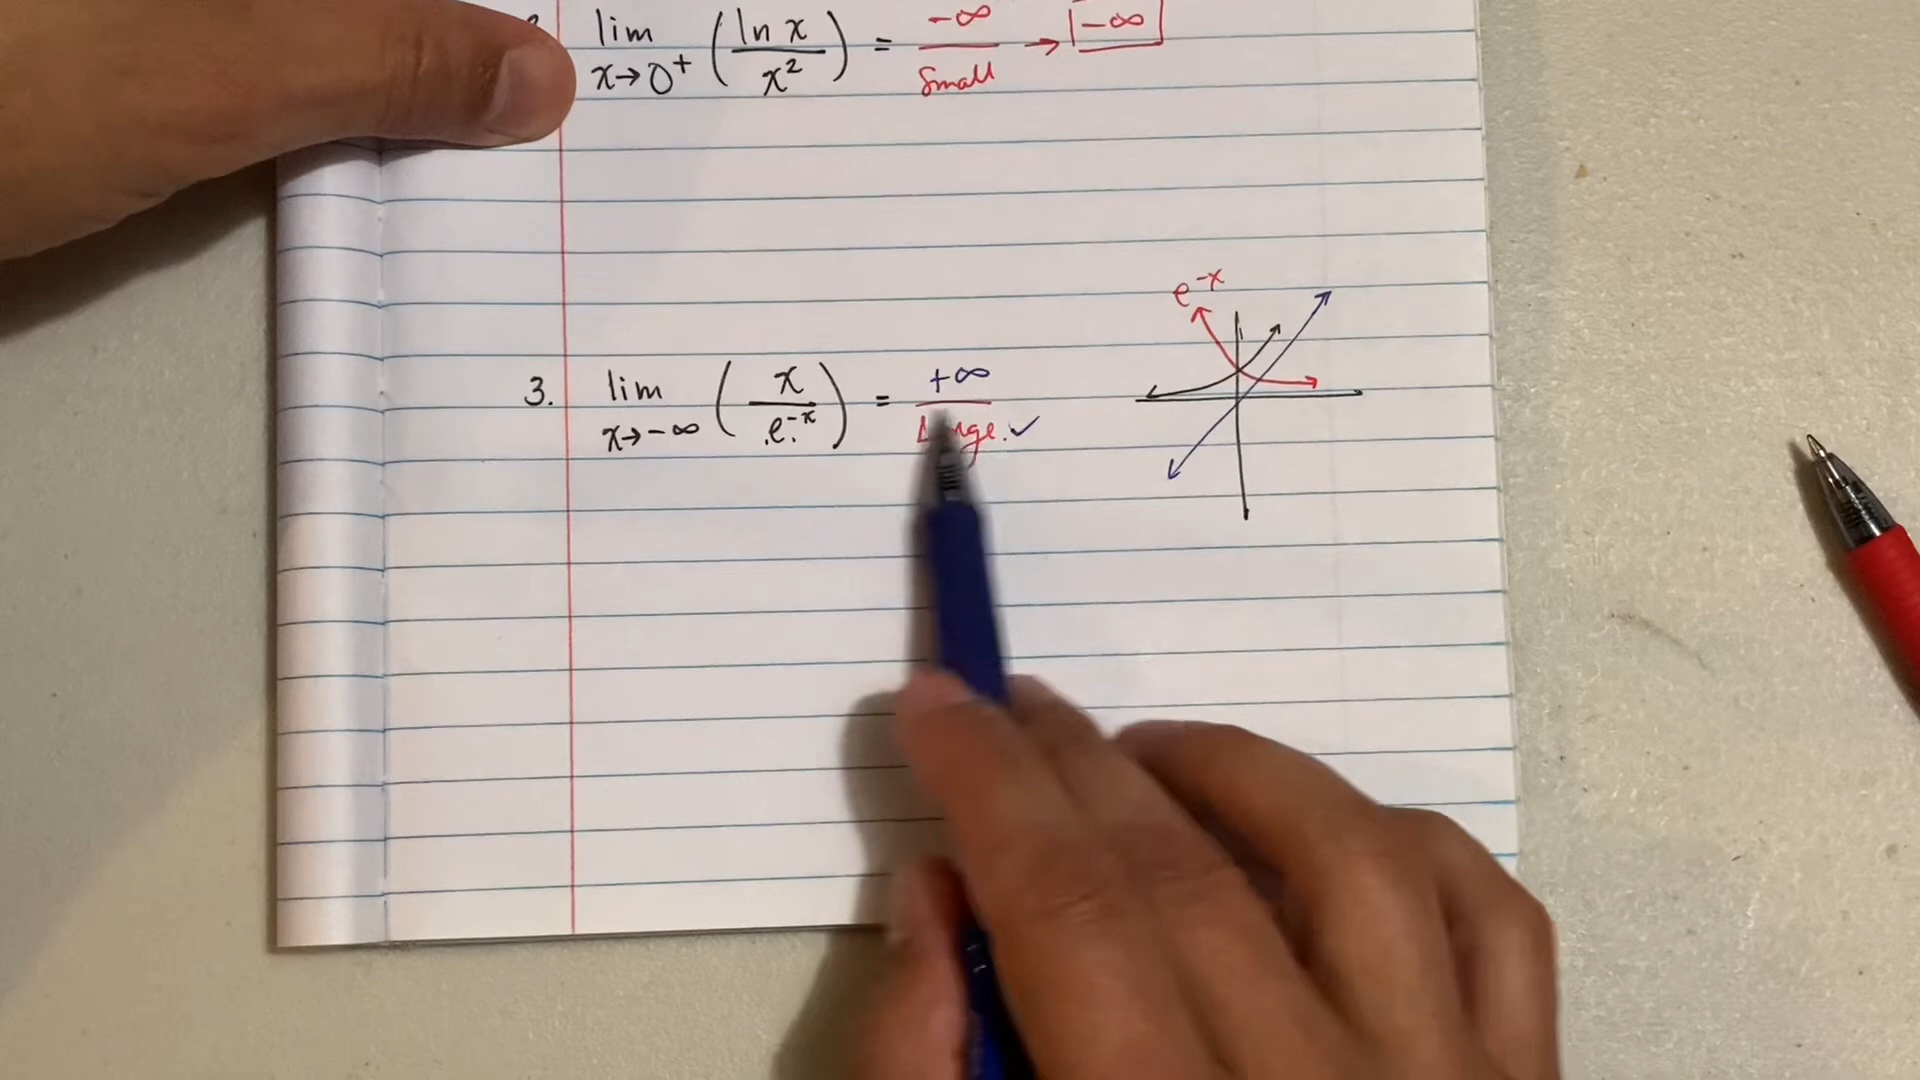 lim x→0⁺ (ln x / x²) = -∞ / Small → -∞
e⁻ˣ
3. lim x→-∞ (x / e⁻ˣ) = +∞ / Large. ✓